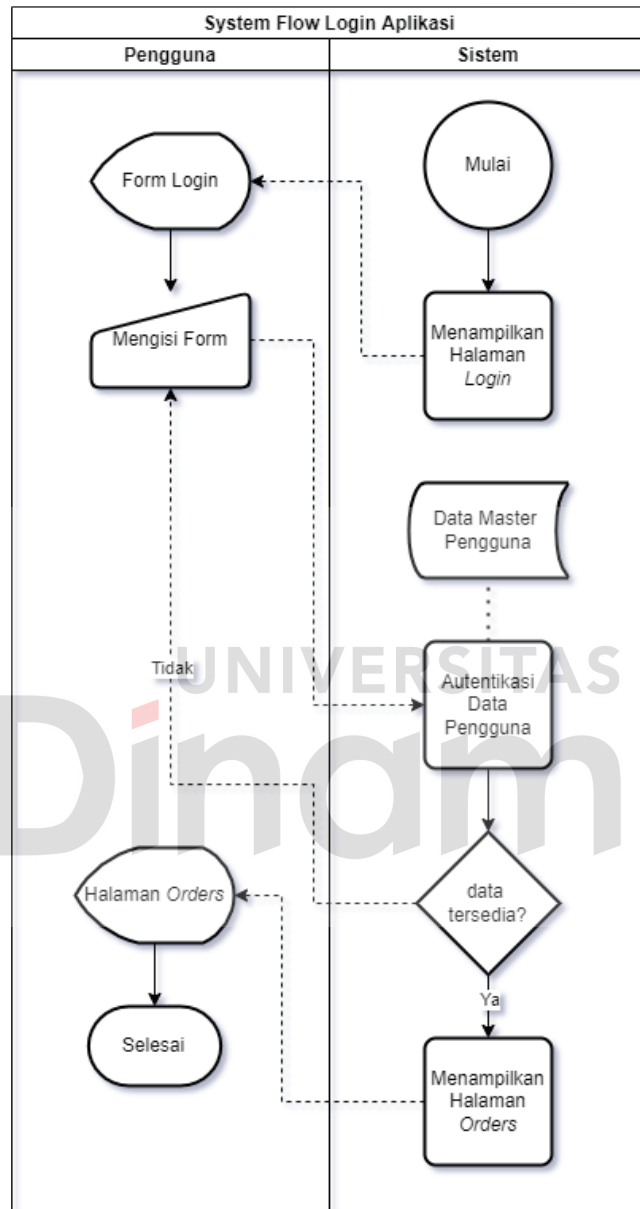 System Flow Login Aplikasi
Pengguna
Sistem
Form Login
Mulai
Mengisi Form
Menampilkan
Halaman
Login
Data Master
Pengguna
Tidak
UNIVERSITAS
Dinam
Autentikasi
Data
Pengguna
data
tersedia?
Halaman Orders
Ya
Selesai
Menampilkan
Halaman
Orders